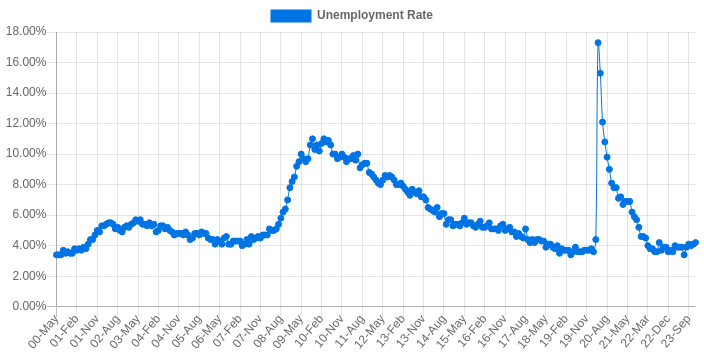 Unemployment Rate
18.00%
16.00%
14.00%
12.00%
10.00%
8.00%
6.00%
4.00%
2.00%
0.00%
00-May
01-Feb
01-Nov
02-Aug
03-May
04-Feb
04-Nov
05-Aug
06-May
07-Feb
07-Nov
08-Aug
09-May
10-Feb
10-Nov
11-Aug
12-May
13-Feb
13-Nov
14-Aug
15-May
16-Feb
16-Nov
17-Aug
18-May
19-Feb
19-Nov
20-Aug
21-May
22-Mar
22-Dec
23-Sep